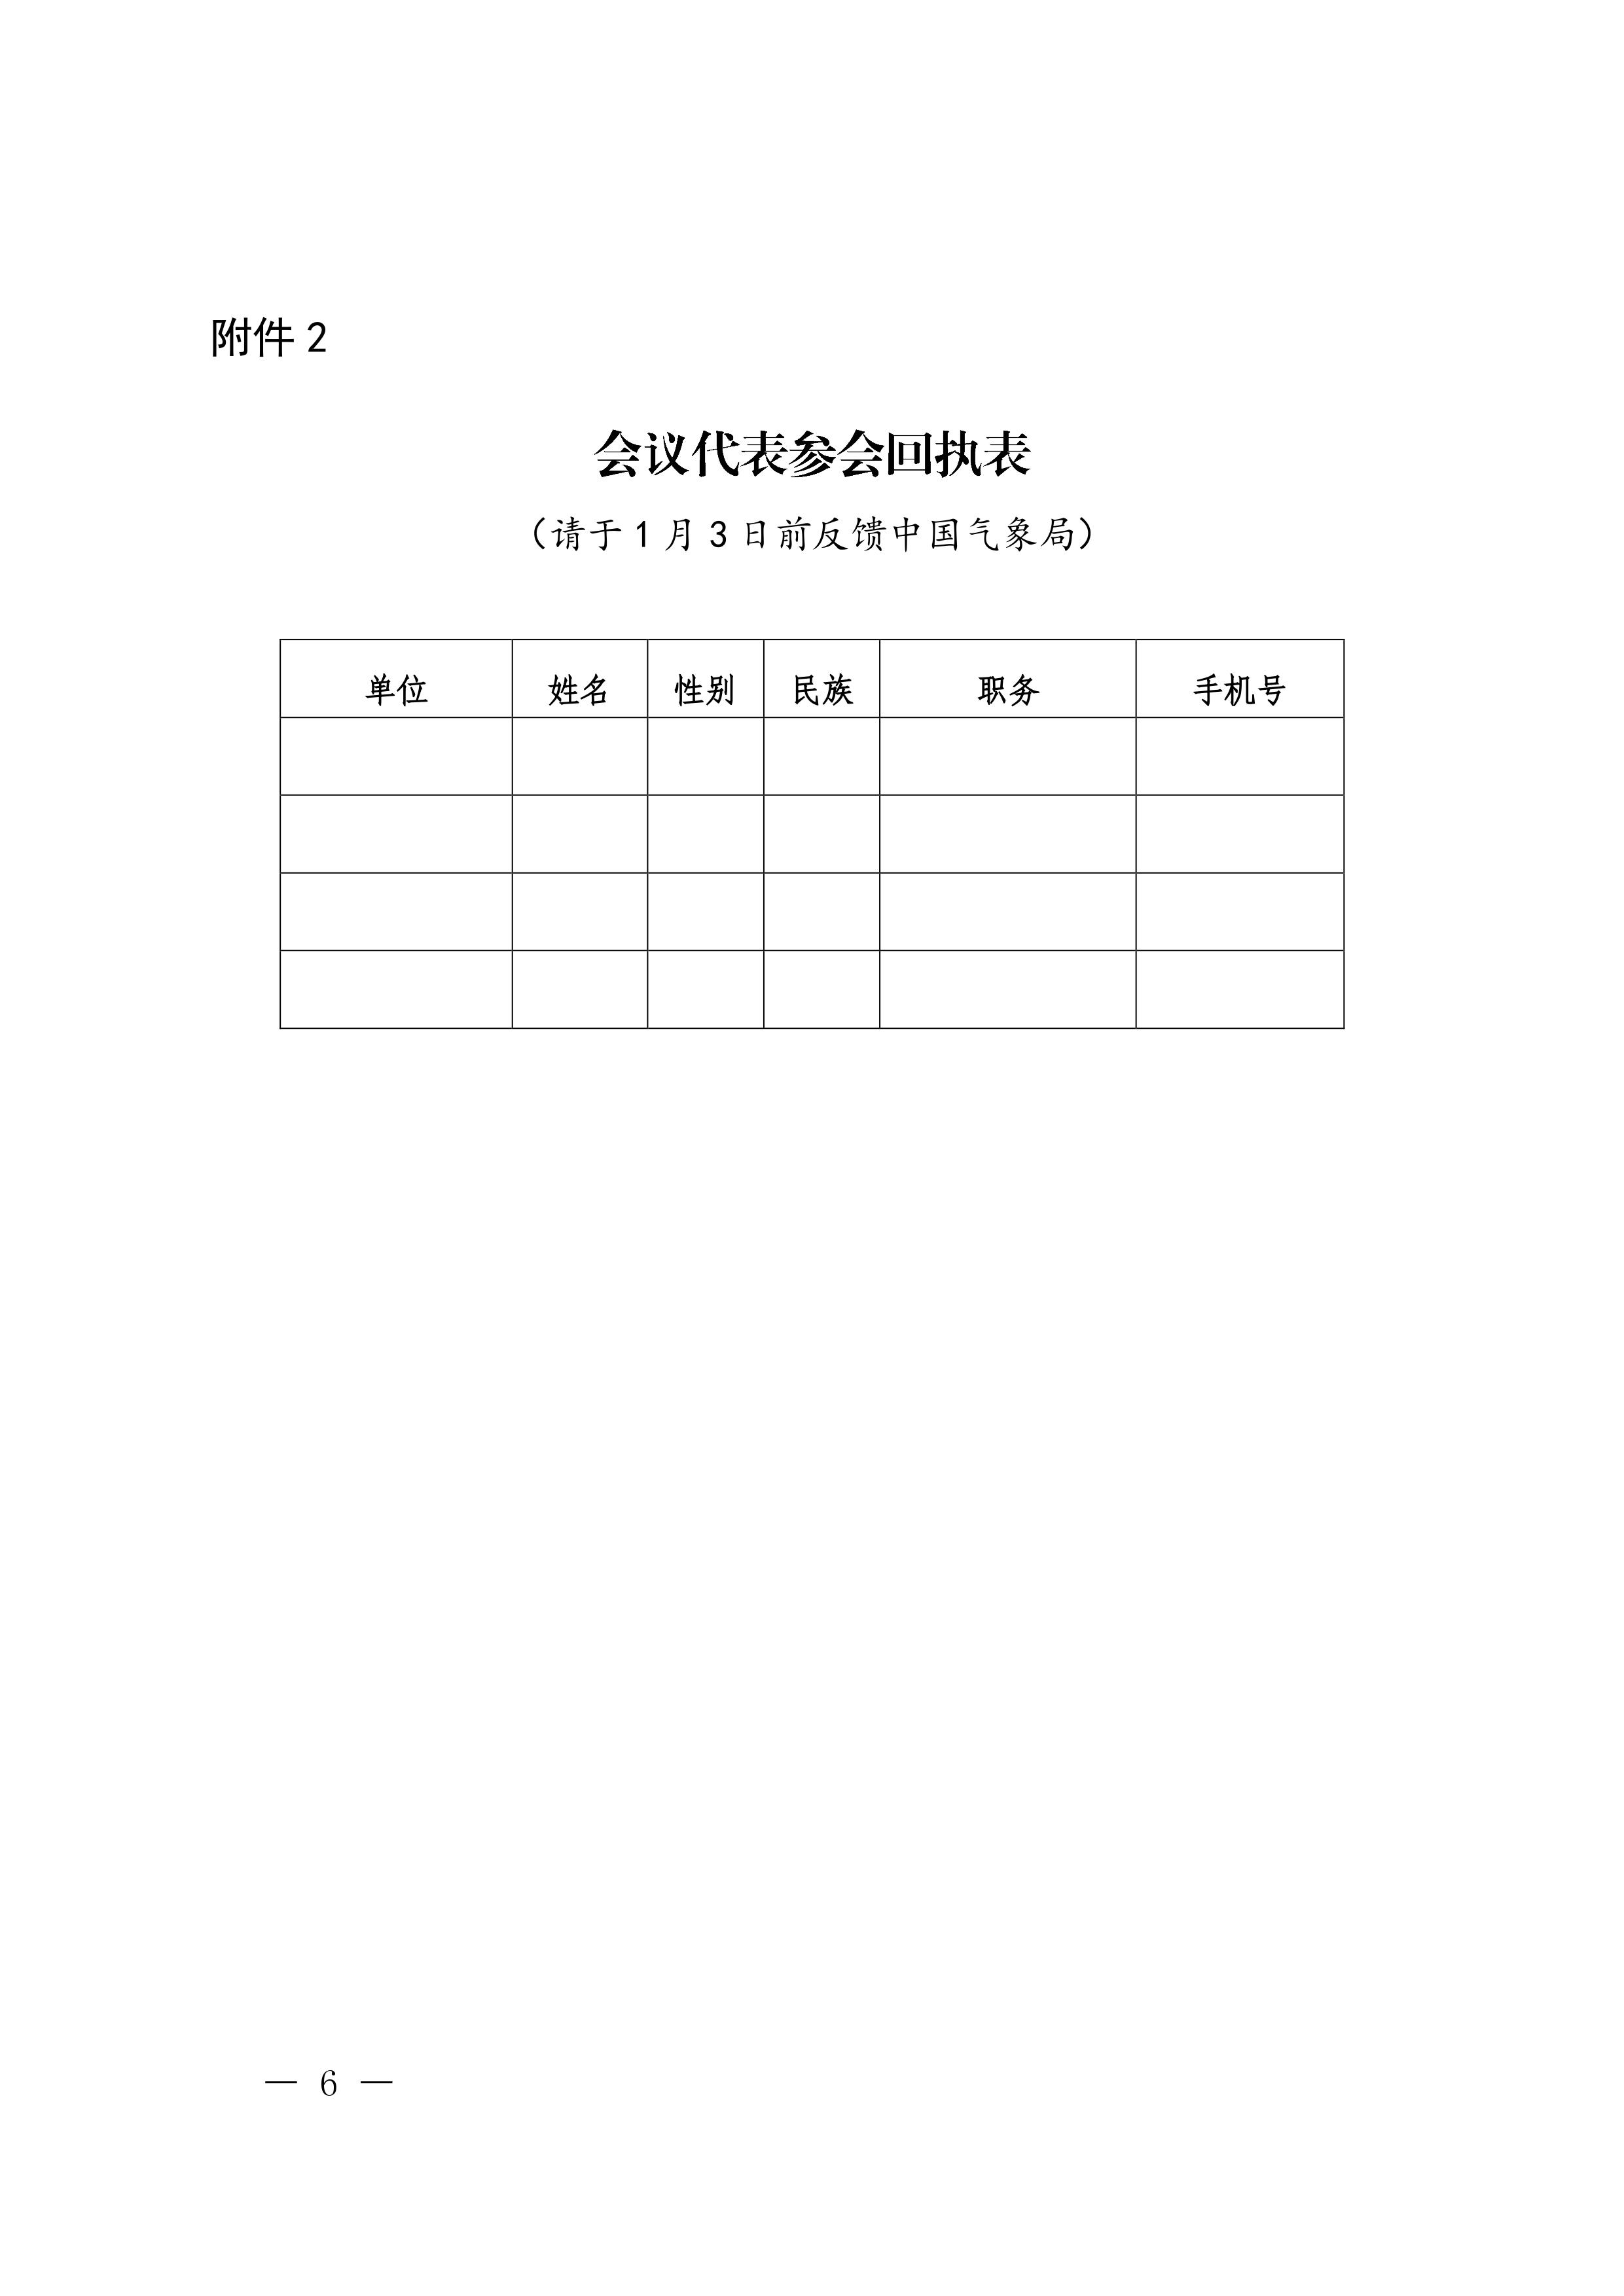 附件 2
会议代表参会回执表
（请于 1 月 3 日前反馈中国气象局）
单位 姓名 性别 民族 职务 手机号
— 6 —